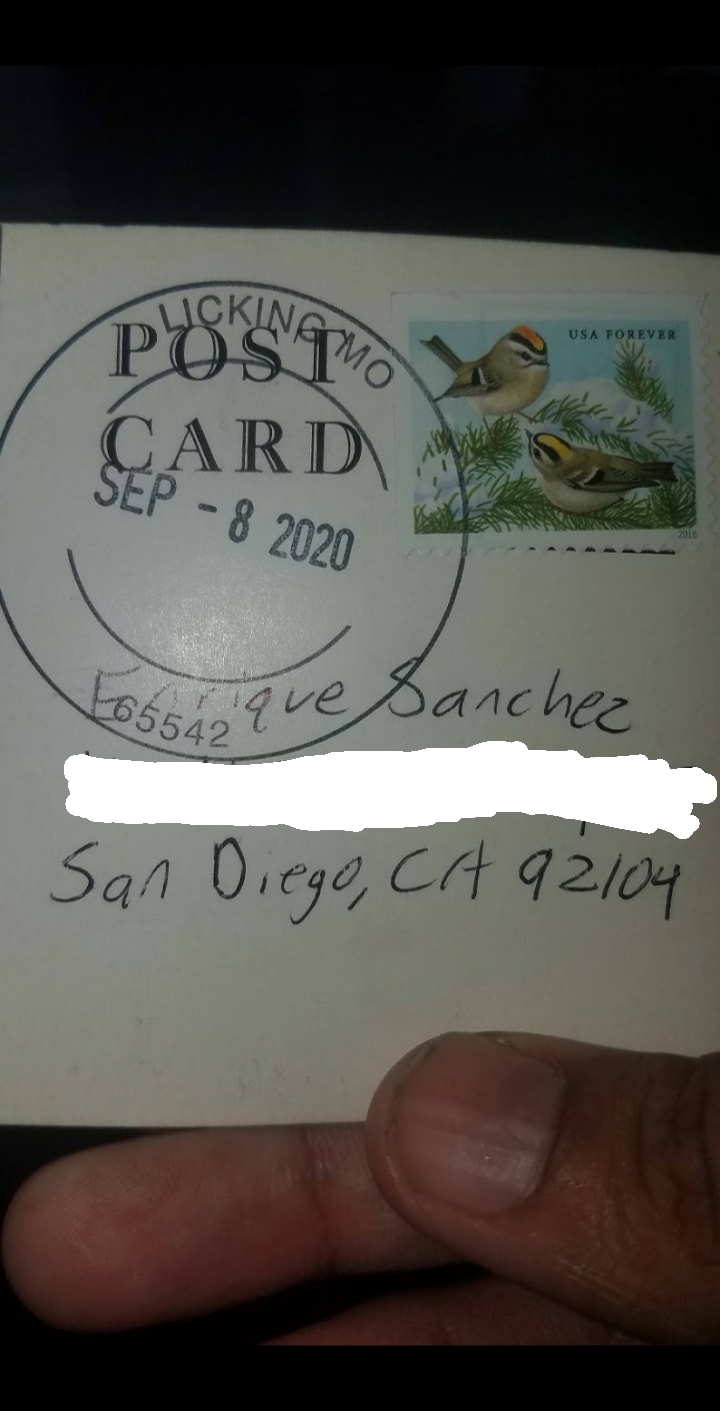 LICKING MO
POST
CARD
SEP - 8 2020
USA FOREVER
2016
Enrique Sanchez
65542
San Diego, CA 92104